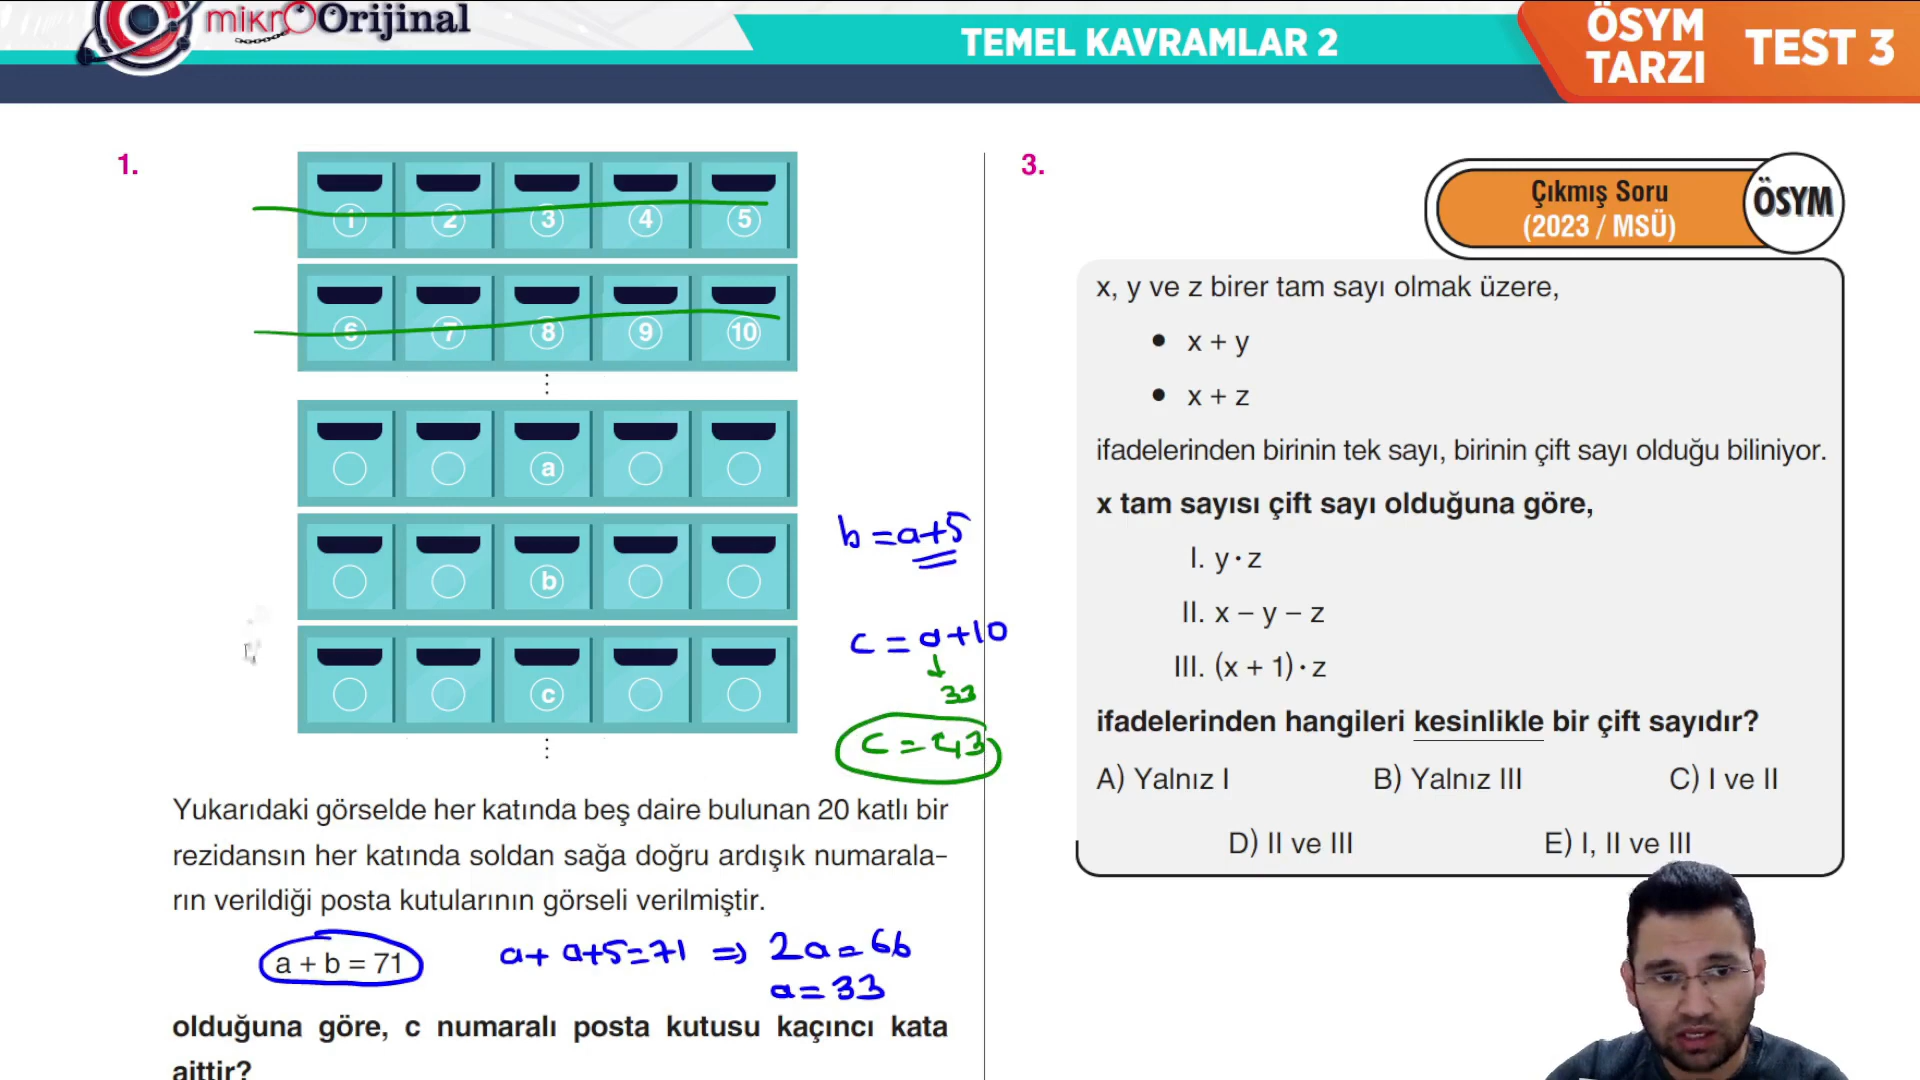 mikro Orijinal
TEMEL KAVRAMLAR 2
ÖSYM
TARZI
TEST 3
1.
1 2 3 4 5
6 7 8 9 10
a
b
c
b = a+5
c = a+10
33
c = 43
Yukarıdaki görselde her katında beş daire bulunan 20 katlı bir
rezidansın her katında soldan sağa doğru ardışık numarala-
rın verildiği posta kutularının görseli verilmiştir.
a + b = 71
a + a+5=71 ⇒ 2a = 66
a = 33
olduğuna göre, c numaralı posta kutusu kaçıncı kata
aittir?
3.
Çıkmış Soru
(2023 / MSÜ)
ÖSYM
x, y ve z birer tam sayı olmak üzere,
• x + y
• x + z
ifadelerinden birinin tek sayı, birinin çift sayı olduğu biliniyor.
x tam sayısı çift sayı olduğuna göre,
I. y · z
II. x – y – z
III. (x + 1) · z
ifadelerinden hangileri kesinlikle bir çift sayıdır?
A) Yalnız I B) Yalnız III C) I ve II
D) II ve III E) I, II ve III